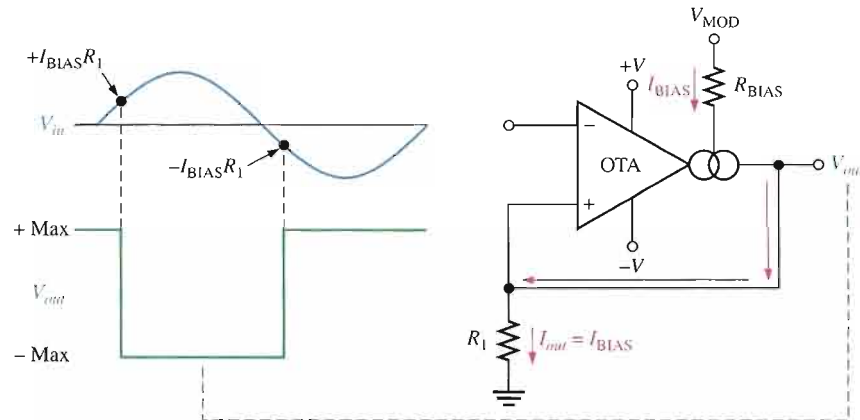 +I_BIAS R_1
V_in
−I_BIAS R_1
+ Max
V_out
− Max
V_MOD
I_BIAS
R_BIAS
+V
−
OTA
+
−V
V_out
R_1
I_out = I_BIAS